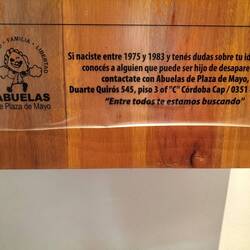 - FAMILIA - LIBERTAD
ABUELAS
de Plaza de Mayo
Si naciste entre 1975 y 1983 y tenés dudas sobre tu
conocés a alguien que puede ser hijo de
contactate con Abuelas de Plaza de Mayo,
Duarte Quirós 545, piso 3 of "C" Córdoba Cap / 0351
"Entre todos te estamos buscando"